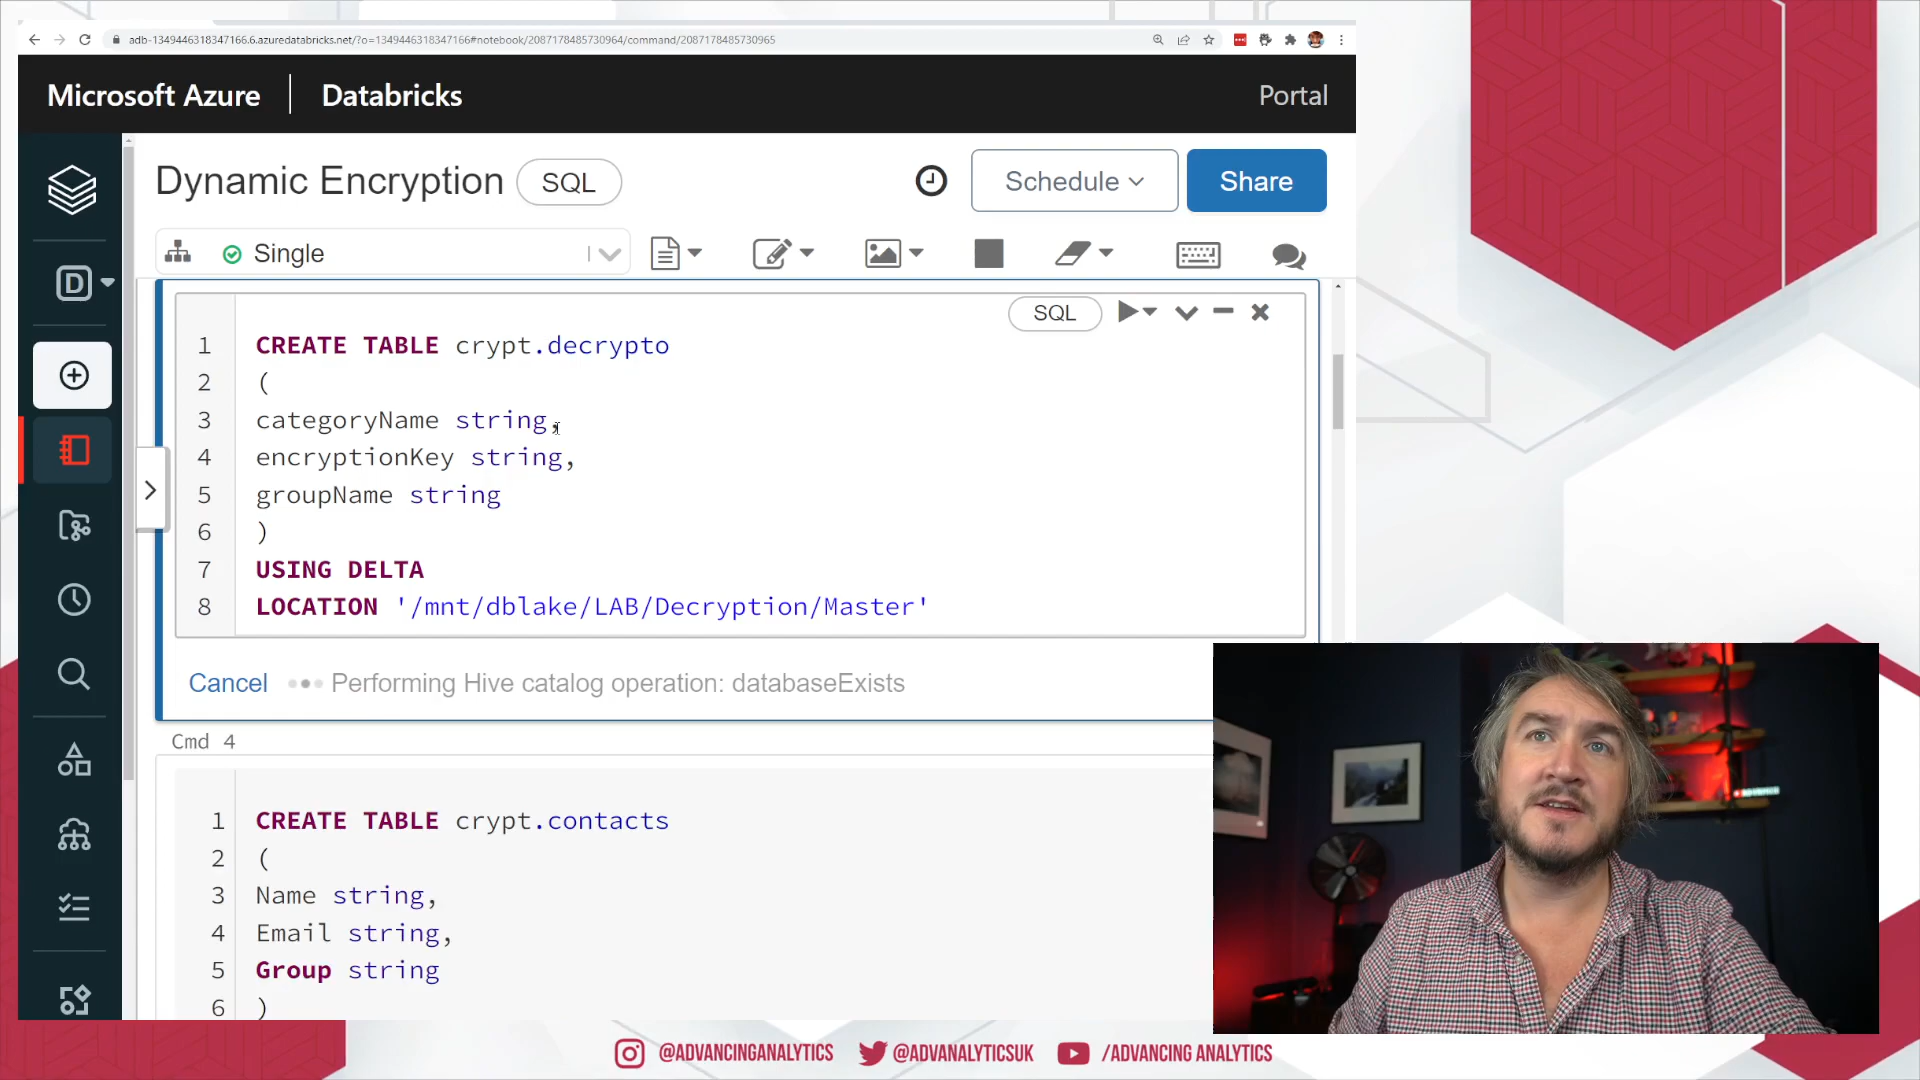 adb-1349446318347166.6.azuredatabricks.net/?o=1349446318347166#notebook/2087178485730964/command/2087178485730965
Microsoft Azure Databricks Portal
Dynamic Encryption SQL Schedule Share
Single
SQL
1 CREATE TABLE crypt.decrypto
2 (
3 categoryName string,
4 encryptionKey string,
5 groupName string
6 )
7 USING DELTA
8 LOCATION '/mnt/dblake/LAB/Decryption/Master'
Cancel Performing Hive catalog operation: databaseExists
Cmd 4
1 CREATE TABLE crypt.contacts
2 (
3 Name string,
4 Email string,
5 Group string
6 )
@ADVANCINGANALYTICS @ADVANALYTICSUK /ADVANCING ANALYTICS